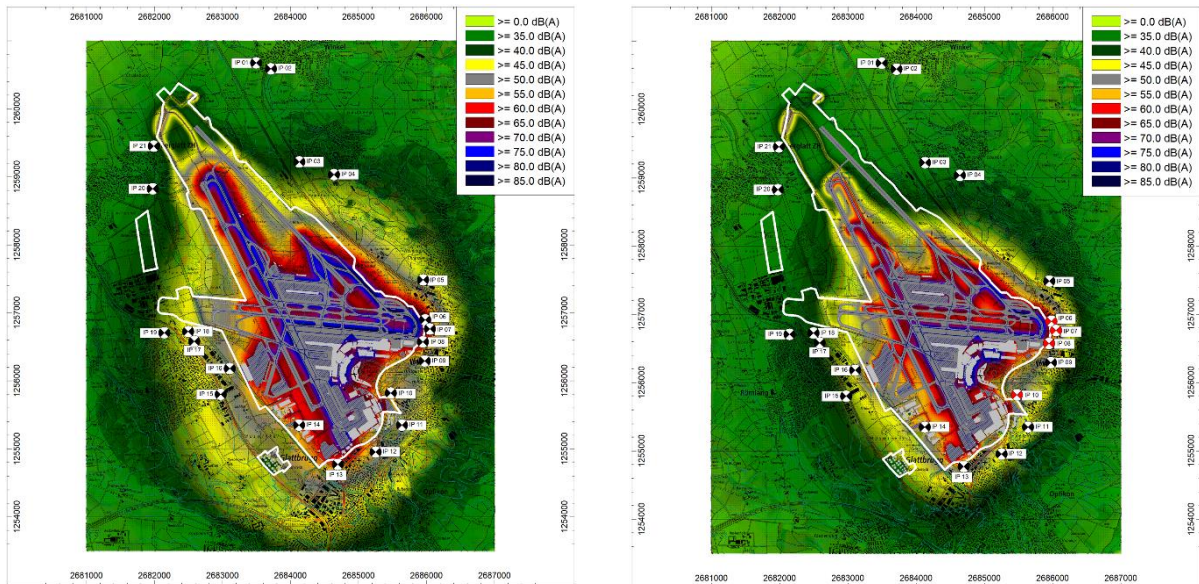 2681000 2682000 2683000 2684000 2685000 2686000
>= 0.0 dB(A)
>= 35.0 dB(A)
>= 40.0 dB(A)
>= 45.0 dB(A)
>= 50.0 dB(A)
>= 55.0 dB(A)
>= 60.0 dB(A)
>= 65.0 dB(A)
>= 70.0 dB(A)
>= 75.0 dB(A)
>= 80.0 dB(A)
>= 85.0 dB(A)
Winkel
IP 01
IP 02
IP 03
IP 04
IP 05
IP 06
IP 07
IP 08
IP 09
IP 10
IP 11
IP 12
IP 13
IP 14
IP 15
IP 16
IP 17
IP 18
IP 19
IP 20
IP 21
Glattbrugg
Opfikon
1260000
1259000
1258000
1257000
1256000
1255000
1254000
2681000 2682000 2683000 2684000 2685000 2686000 2687000
2681000 2682000 2683000 2684000 2685000 2686000
>= 0.0 dB(A)
>= 35.0 dB(A)
>= 40.0 dB(A)
>= 45.0 dB(A)
>= 50.0 dB(A)
>= 55.0 dB(A)
>= 60.0 dB(A)
>= 65.0 dB(A)
>= 70.0 dB(A)
>= 75.0 dB(A)
>= 80.0 dB(A)
>= 85.0 dB(A)
IP 01
IP 02
IP 03
IP 04
IP 05
IP 06
IP 07
IP 08
IP 09
IP 10
IP 11
IP 12
IP 13
IP 14
IP 15
IP 16
IP 17
IP 18
IP 19
IP 20
IP 21
Rümlang
Glattbrugg
Opfikon
1260000
1259000
1258000
1257000
1256000
1255000
1254000
2681000 2682000 2683000 2684000 2685000 2686000 2687000